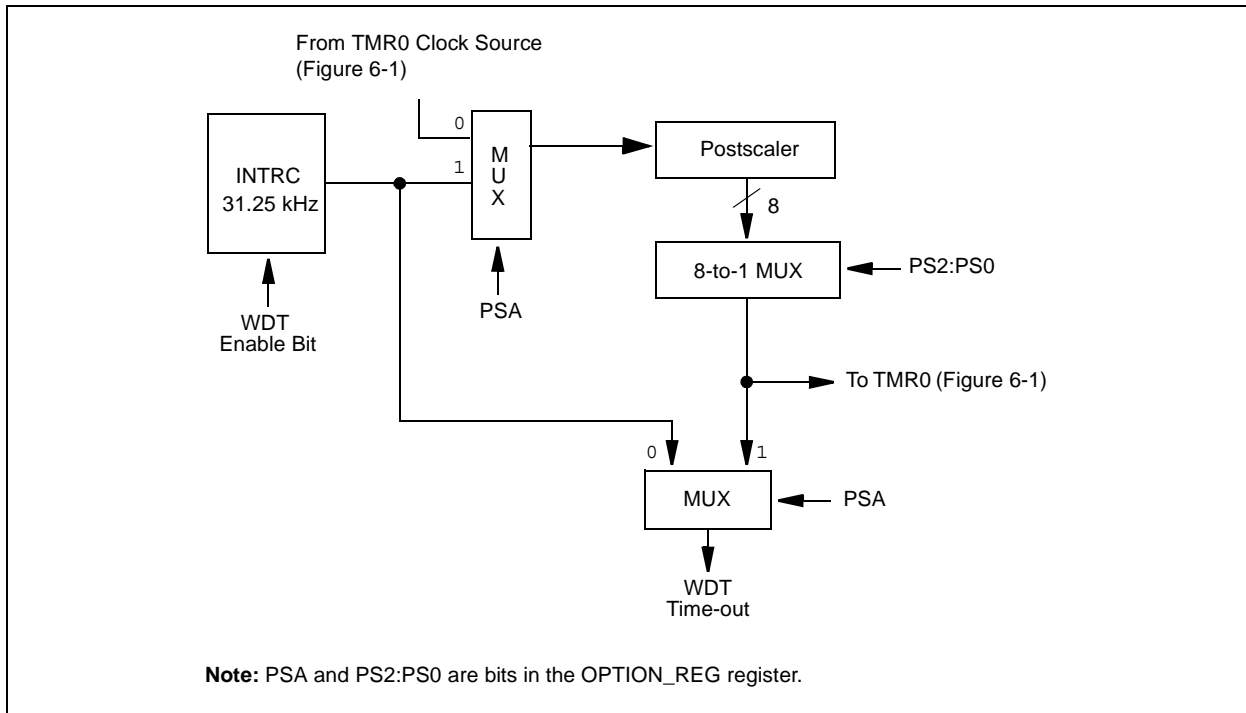 From TMR0 Clock Source
(Figure 6-1)
0
1
M
U
X
INTRC
31.25 kHz
Postscaler
8
8-to-1 MUX
PS2:PS0
PSA
WDT
Enable Bit
To TMR0 (Figure 6-1)
0
1
MUX
PSA
WDT
Time-out
Note: PSA and PS2:PS0 are bits in the OPTION_REG register.